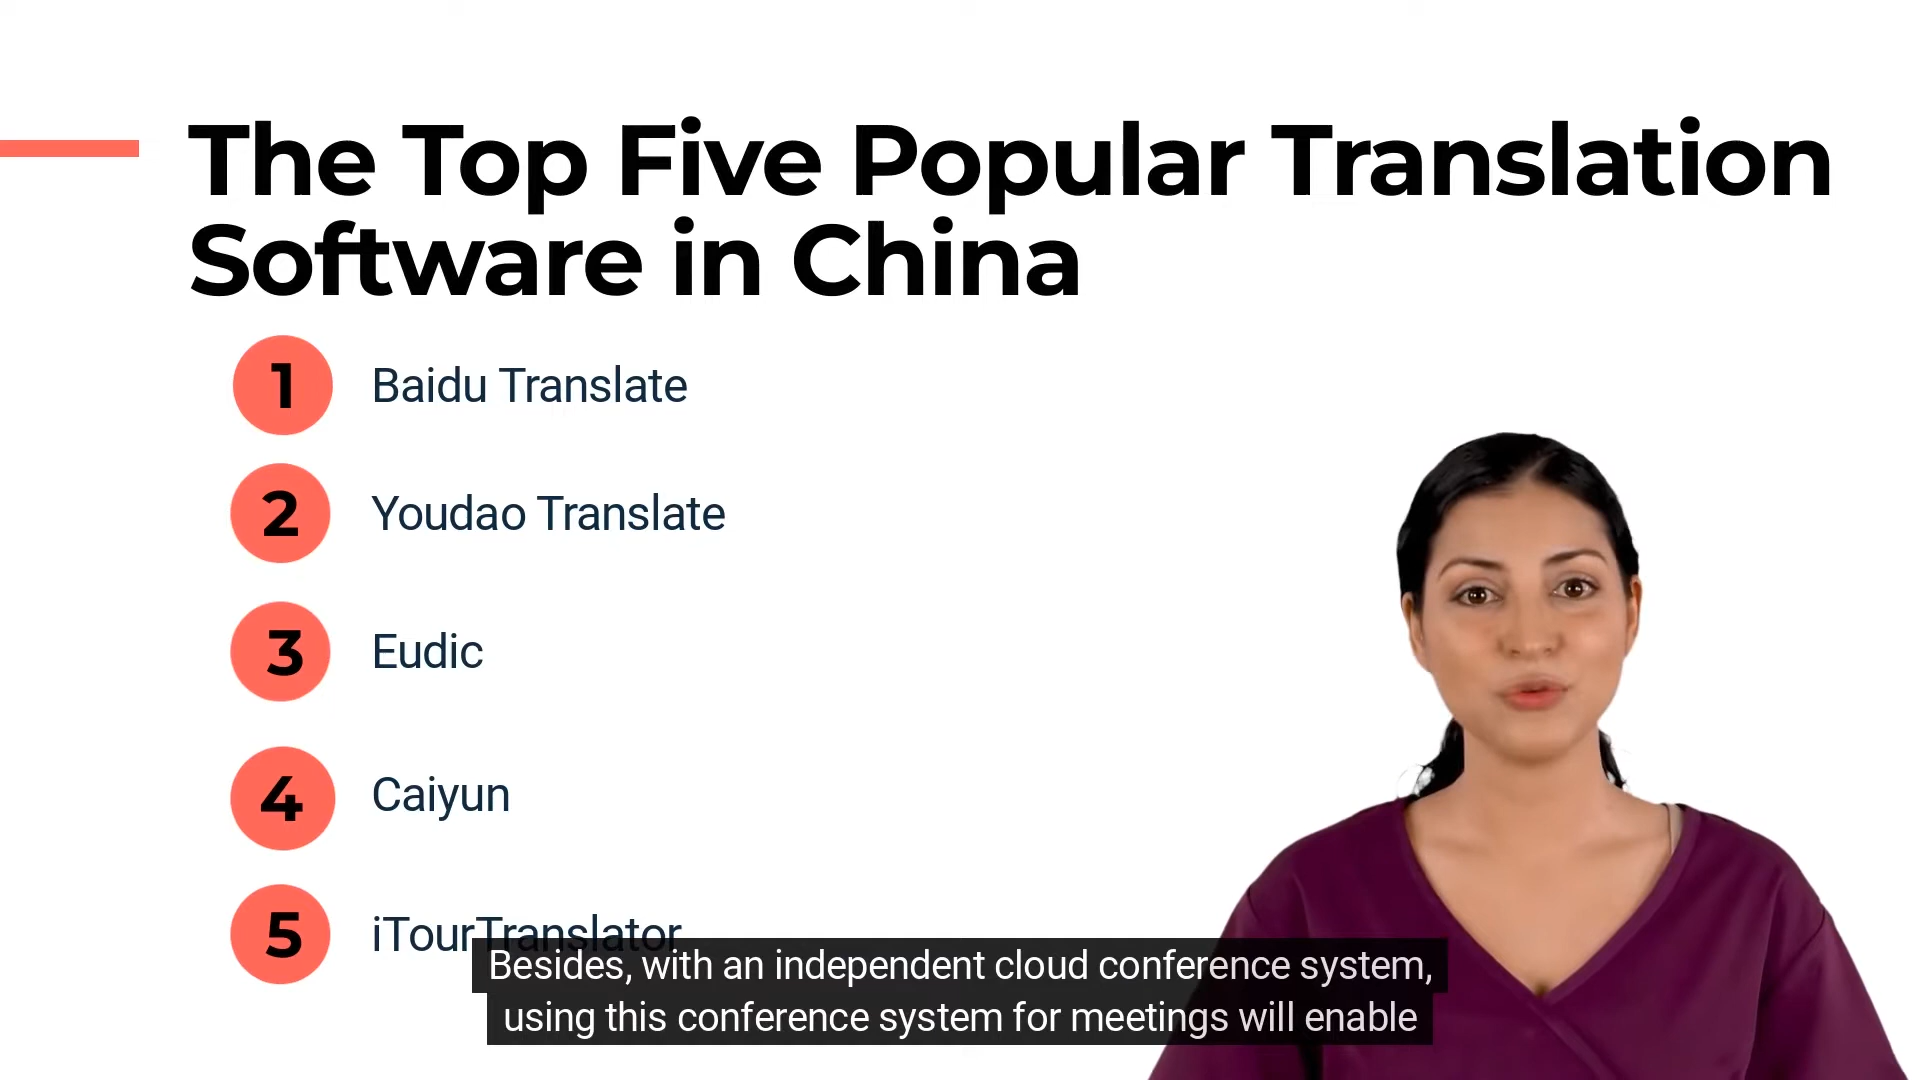 The Top Five Popular Translation
Software in China
1 Baidu Translate
2 Youdao Translate
3 Eudic
4 Caiyun
5 iTourTranslator
Besides, with an independent cloud conference system,
using this conference system for meetings will enable